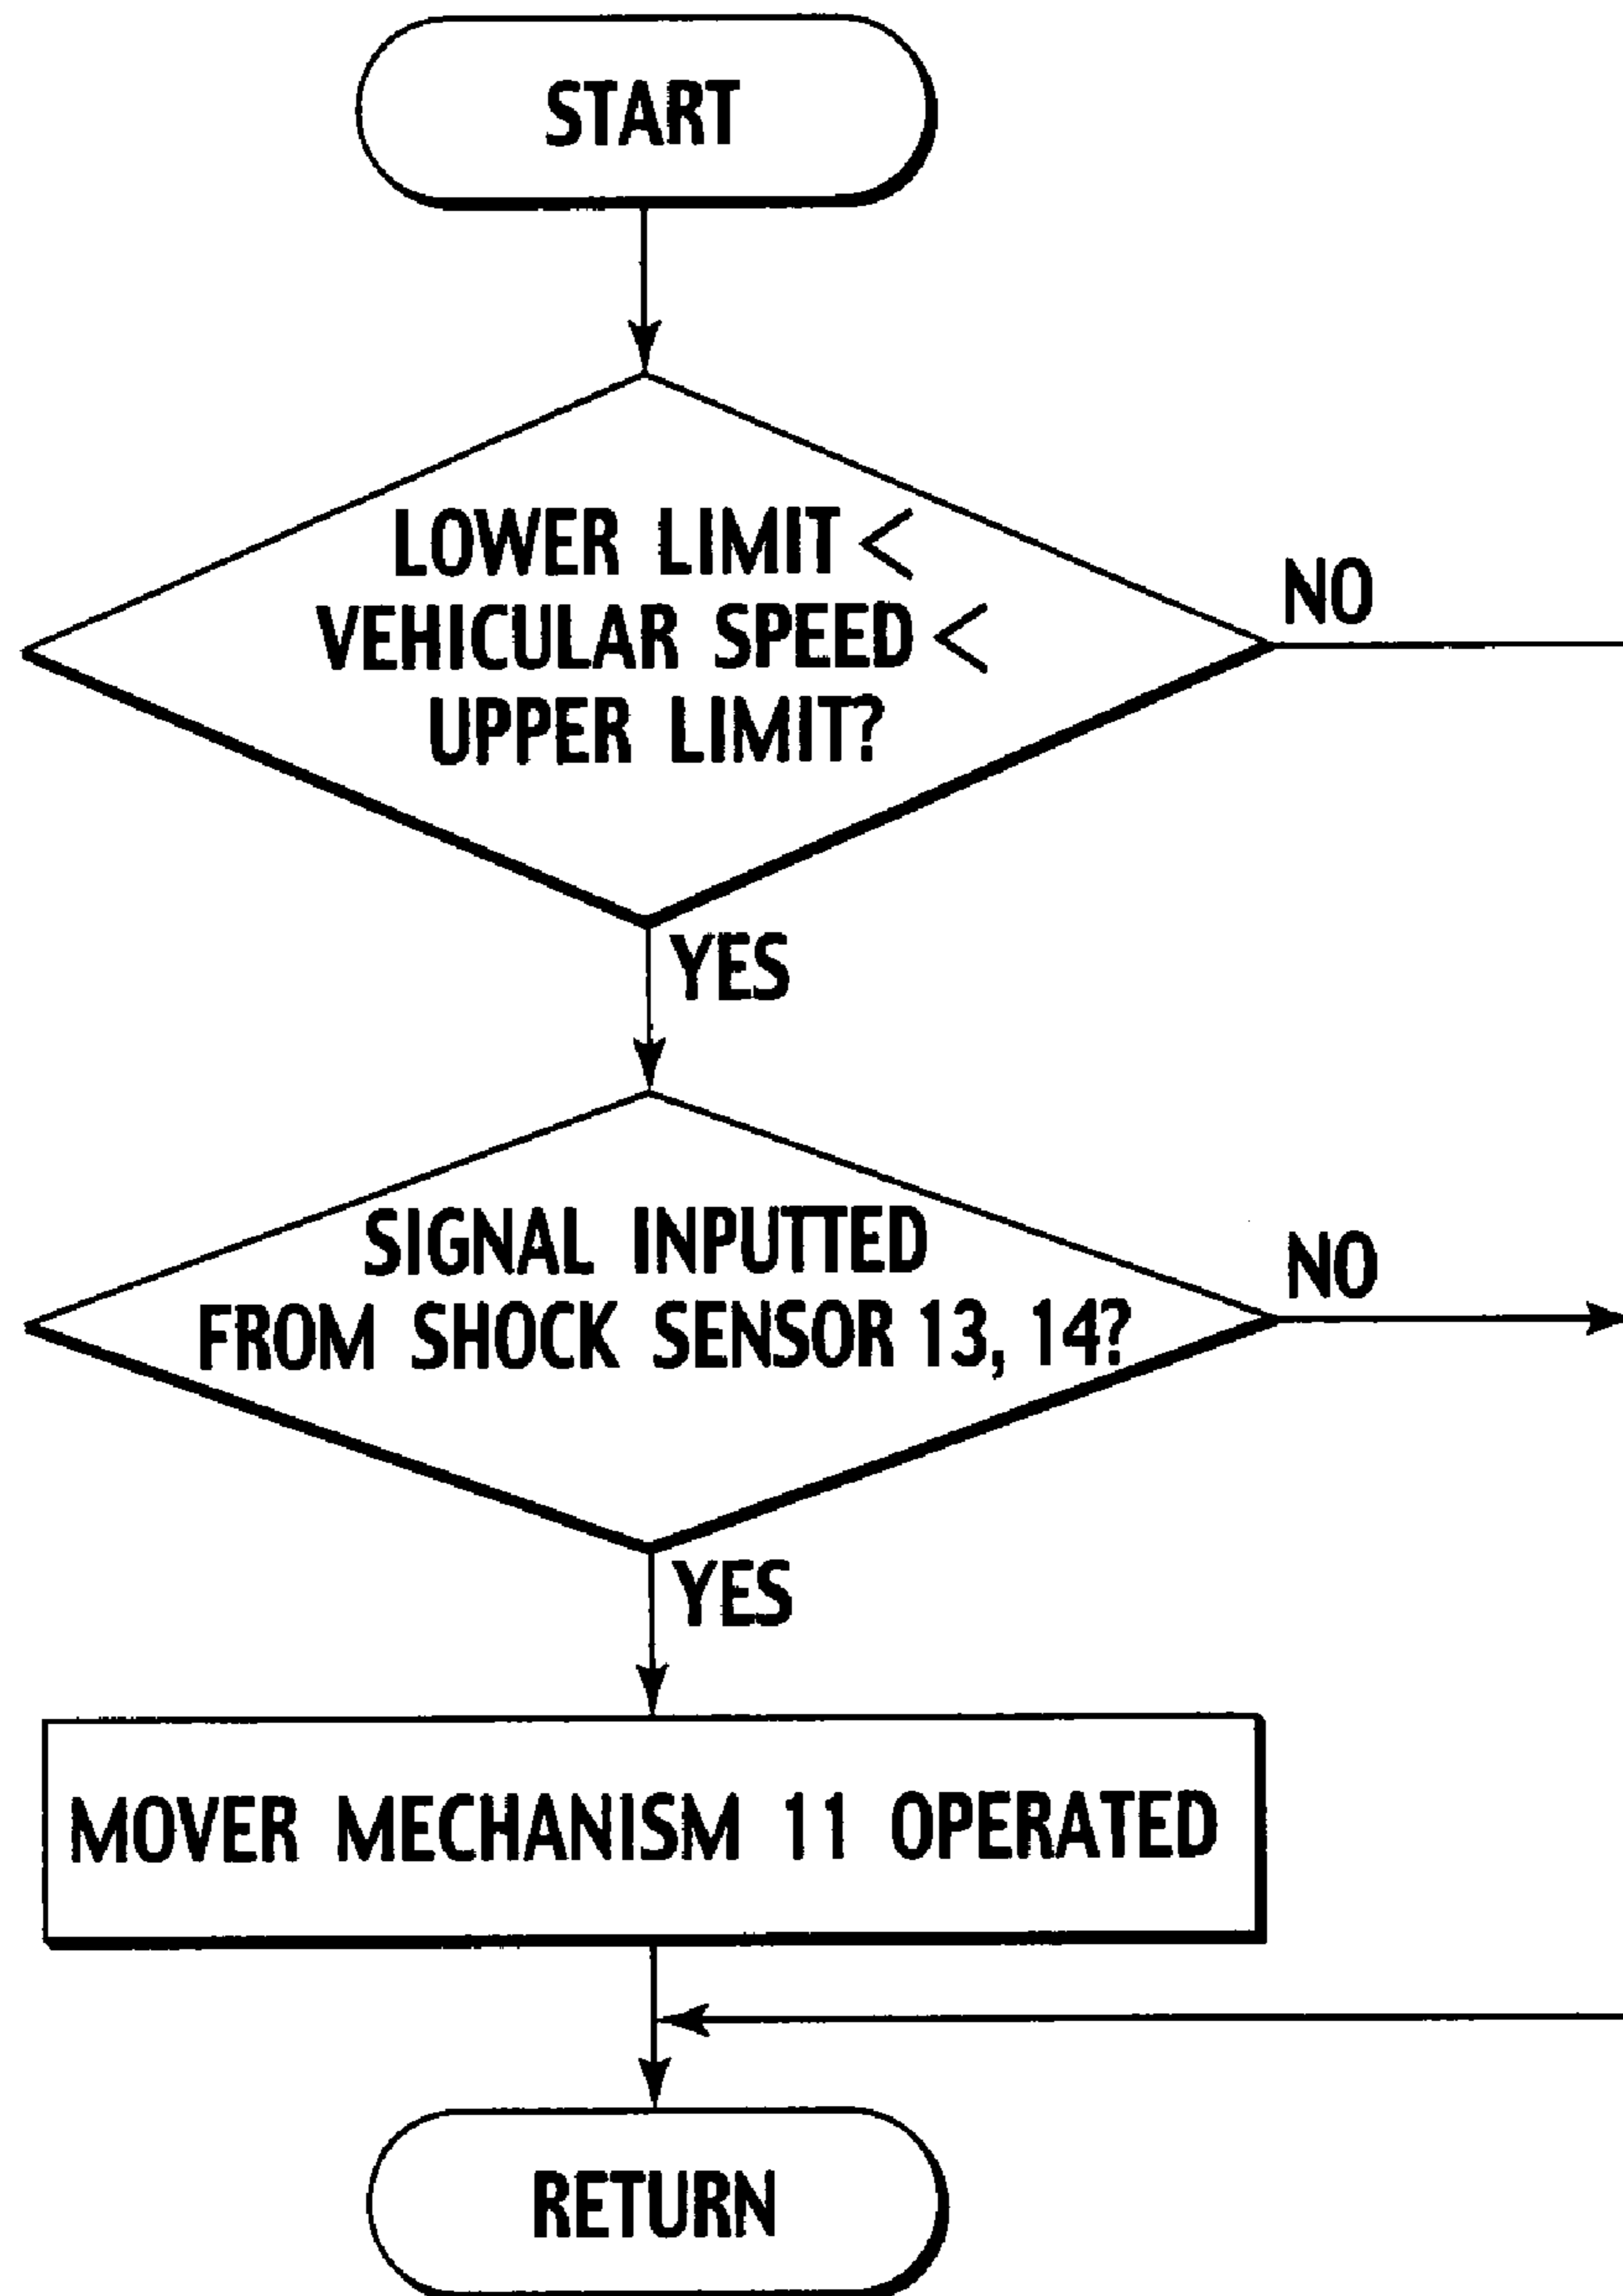 START
LOWER LIMIT <
VEHICULAR SPEED <
UPPER LIMIT?
NO
YES
SIGNAL INPUTTED
FROM SHOCK SENSOR 13, 14?
NO
YES
MOVER MECHANISM 11 OPERATED
RETURN